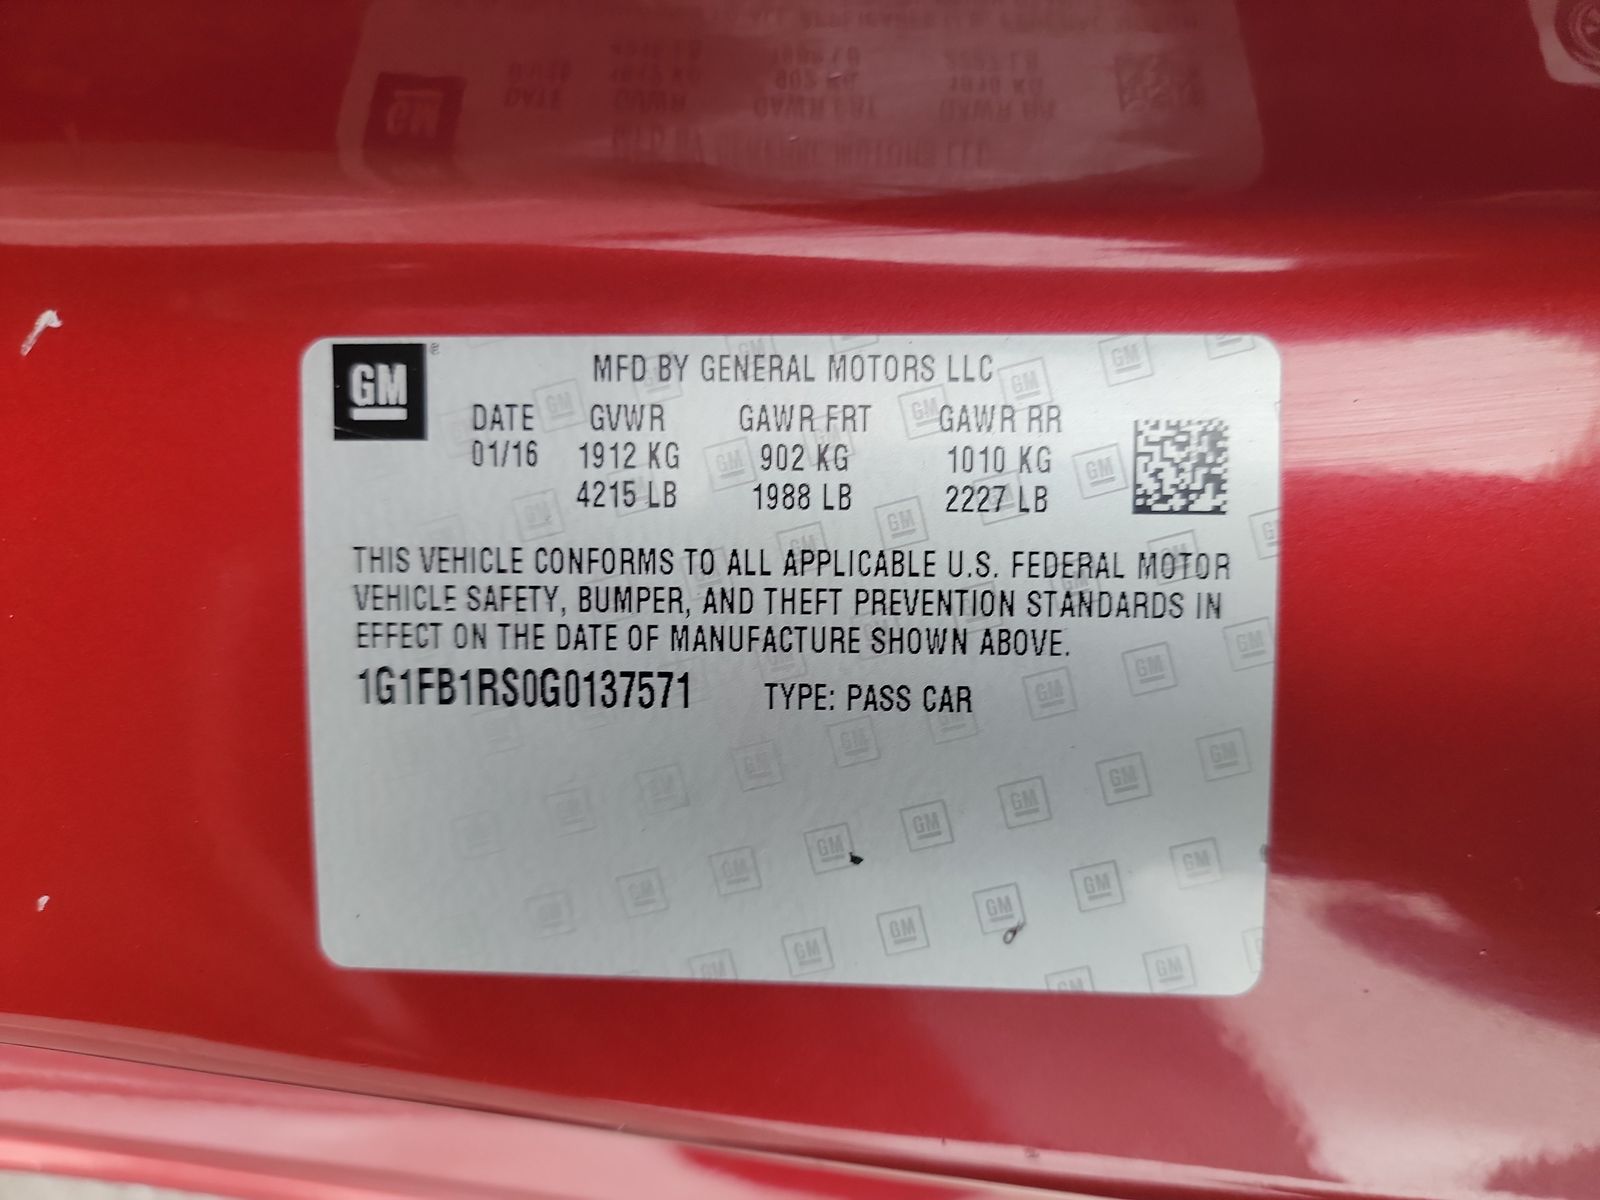 GM
MFD BY GENERAL MOTORS LLC
DATE GVWR GAWR FRT GAWR RR
01/16 1912 KG 902 KG 1010 KG
4215 LB 1988 LB 2227 LB
THIS VEHICLE CONFORMS TO ALL APPLICABLE U.S. FEDERAL MOTOR
VEHICLE SAFETY, BUMPER, AND THEFT PREVENTION STANDARDS IN
EFFECT ON THE DATE OF MANUFACTURE SHOWN ABOVE.
1G1FB1RS0G0137571 TYPE: PASS CAR